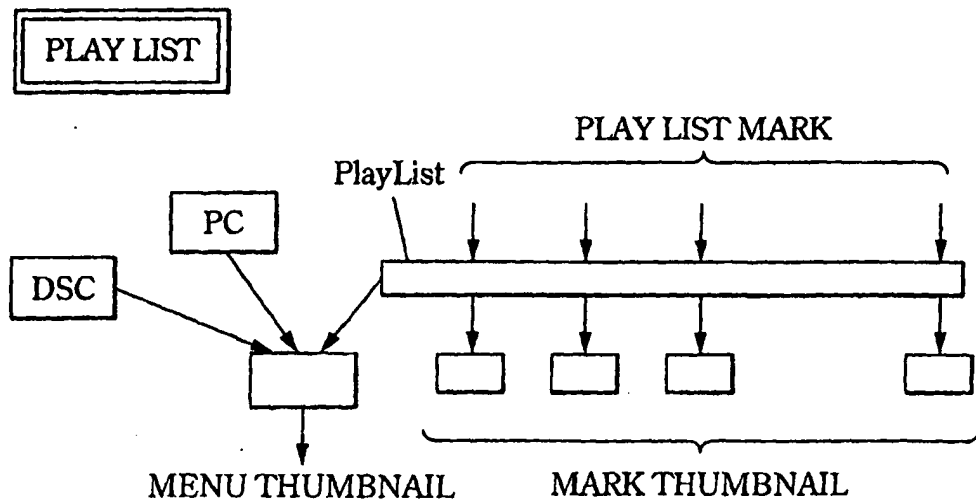 PLAY LIST
PLAY LIST MARK
PlayList
PC
DSC
MENU THUMBNAIL
MARK THUMBNAIL